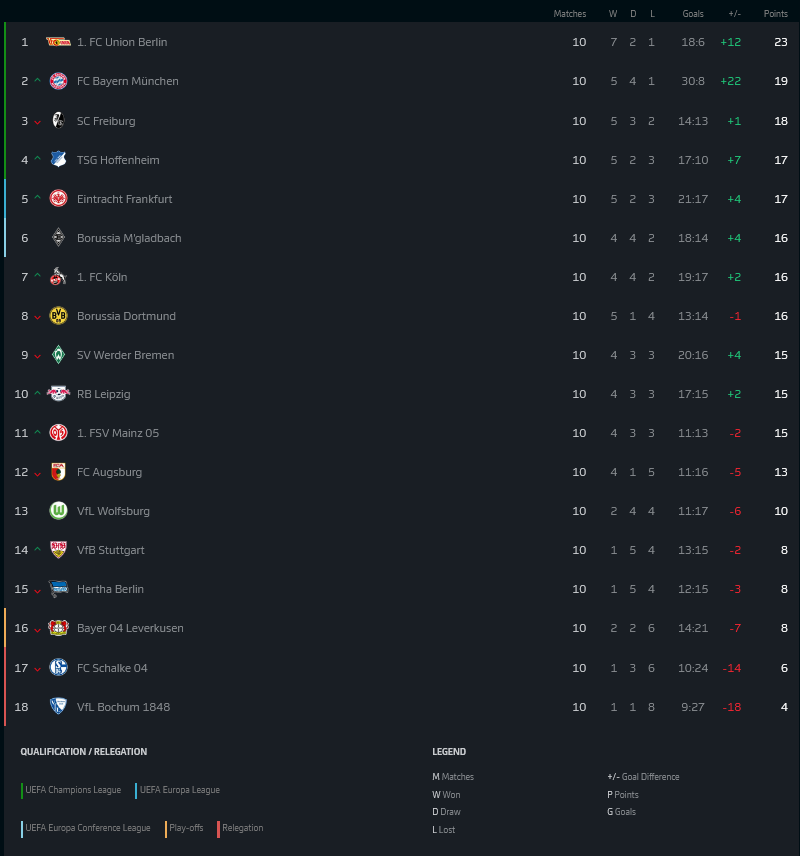 Matches W D L Goals +/- Points
1 1. FC Union Berlin 10 7 2 1 18:6 +12 23
2 FC Bayern München 10 5 4 1 30:8 +22 19
3 SC Freiburg 10 5 3 2 14:13 +1 18
4 TSG Hoffenheim 10 5 2 3 17:10 +7 17
5 Eintracht Frankfurt 10 5 2 3 21:17 +4 17
6 Borussia M'gladbach 10 4 4 2 18:14 +4 16
7 1. FC Köln 10 4 4 2 19:17 +2 16
8 Borussia Dortmund 10 5 1 4 13:14 -1 16
9 SV Werder Bremen 10 4 3 3 20:16 +4 15
10 RB Leipzig 10 4 3 3 17:15 +2 15
11 1. FSV Mainz 05 10 4 3 3 11:13 -2 15
12 FC Augsburg 10 4 1 5 11:16 -5 13
13 VfL Wolfsburg 10 2 4 4 11:17 -6 10
14 VfB Stuttgart 10 1 5 4 13:15 -2 8
15 Hertha Berlin 10 1 5 4 12:15 -3 8
16 Bayer 04 Leverkusen 10 2 2 6 14:21 -7 8
17 FC Schalke 04 10 1 3 6 10:24 -14 6
18 VfL Bochum 1848 10 1 1 8 9:27 -18 4
QUALIFICATION / RELEGATION
UEFA Champions League UEFA Europa League
UEFA Europa Conference League Play-offs Relegation
LEGEND
M Matches
W Won
D Draw
L Lost
+/- Goal Difference
P Points
G Goals